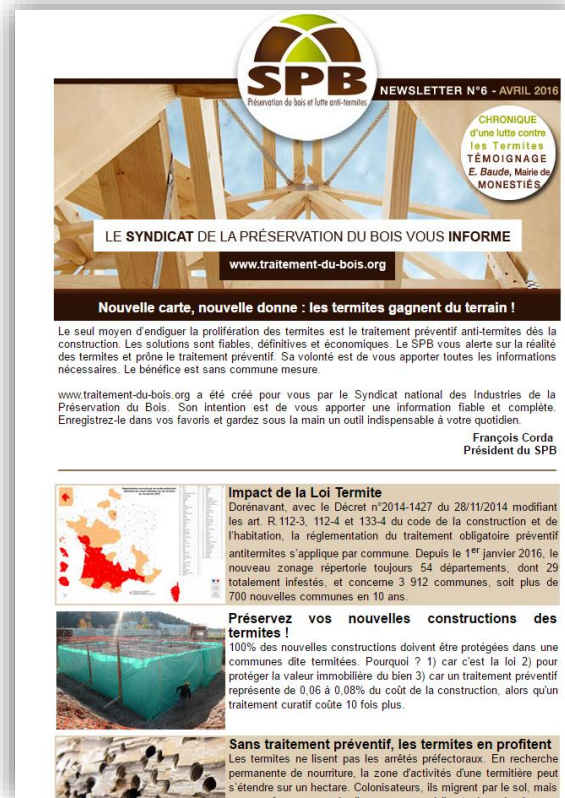 SPB
Préservation du bois et lutte anti-termites
NEWSLETTER N°6 - AVRIL 2016
CHRONIQUE
d'une lutte contre
les Termites
TÉMOIGNAGE
E. Baude, Mairie de
MONESTIÉS
LE SYNDICAT DE LA PRÉSERVATION DU BOIS VOUS INFORME
www.traitement-du-bois.org
Nouvelle carte, nouvelle donne : les termites gagnent du terrain !
Le seul moyen d'endiguer la prolifération des termites est le traitement préventif anti-termites dès la
construction. Les solutions sont fiables, définitives et économiques. Le SPB vous alerte sur la réalité
des termites et prône le traitement préventif. Sa volonté est de vous apporter toutes les informations
nécessaires. Le bénéfice est sans commune mesure.
www.traitement-du-bois.org a été créé pour vous par le Syndicat national des Industries de la
Préservation du Bois. Son intention est de vous apporter une information fiable et complète.
Enregistrez-le dans vos favoris et gardez sous la main un outil indispensable à votre quotidien.
François Corda
Président du SPB
Impact de la Loi Termite
Dorénavant, avec le Décret n°2014-1427 du 28/11/2014 modifiant
les art. R.112-3, 112-4 et 133-4 du code de la construction et de
l'habitation, la réglementation du traitement obligatoire préventif
antitermites s'applique par commune. Depuis le 1er janvier 2016, le
nouveau zonage répertorie toujours 54 départements, dont 29
totalement infestés, et concerne 3 912 communes, soit plus de
700 nouvelles communes en 10 ans.
Préservez vos nouvelles constructions des
termites !
100% des nouvelles constructions doivent être protégées dans une
communes dite termitées. Pourquoi ? 1) car c'est la loi 2) pour
protéger la valeur immobilière du bien 3) car un traitement préventif
représente de 0,06 à 0,08% du coût de la construction, alors qu'un
traitement curatif coûte 10 fois plus.
Sans traitement préventif, les termites en profitent
Les termites ne lisent pas les arrêtés préfectoraux. En recherche
permanente de nourriture, la zone d'activités d'une termitière peut
s'étendre sur un hectare. Colonisateurs, ils migrent par le sol, mais